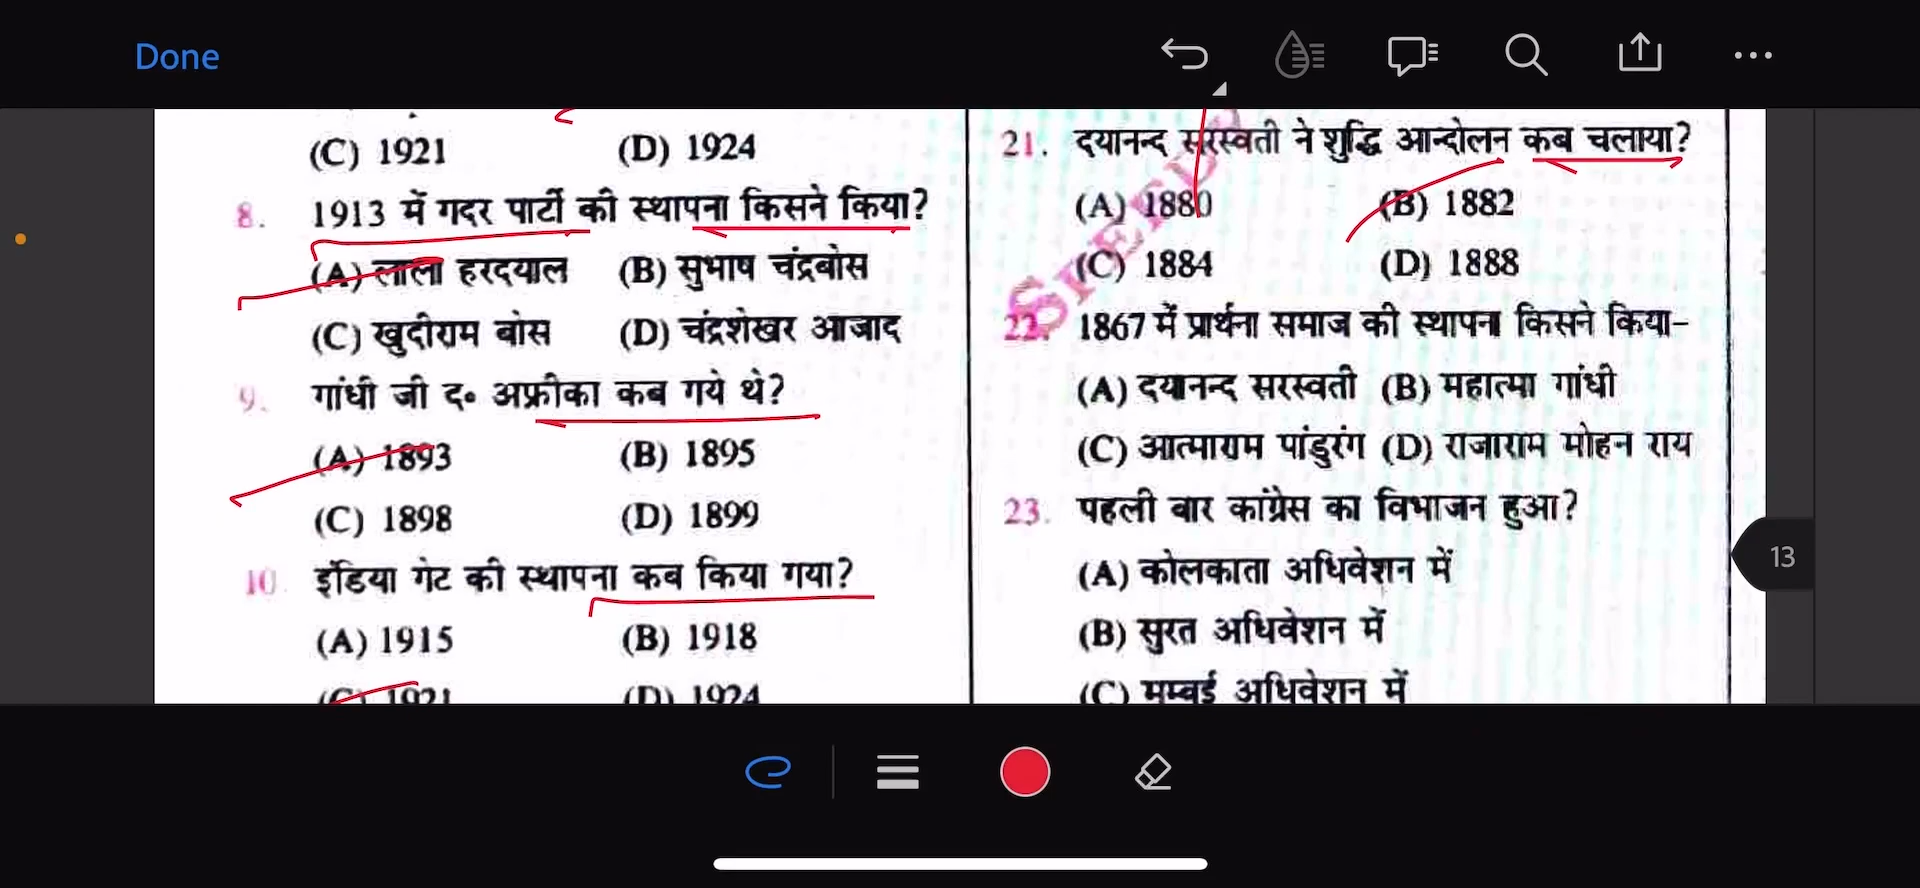 Done
(C) 1921 (D) 1924
8. 1913 में गदर पार्टी की स्थापना किसने किया?
(A) लाला हरदयाल (B) सुभाष चंद्रबोस
(C) खुदीराम बोस (D) चंद्रशेखर आजाद
9. गांधी जी द॰ अफ्रीका कब गये थे?
(A) 1893 (B) 1895
(C) 1898 (D) 1899
10. इंडिया गेट की स्थापना कब किया गया?
(A) 1915 (B) 1918
(C) 1921 (D) 1924
21. दयानन्द सरस्वती ने शुद्धि आन्दोलन कब चलाया?
(A) 1880 (B) 1882
(C) 1884 (D) 1888
22. 1867 में प्रार्थना समाज की स्थापना किसने किया–
(A) दयानन्द सरस्वती (B) महात्मा गांधी
(C) आत्माराम पांडुरंग (D) राजाराम मोहन राय
23. पहली बार कांग्रेस का विभाजन हुआ?
(A) कोलकाता अधिवेशन में
(B) सुरत अधिवेशन में
(C) मुम्बई अधिवेशन में
13